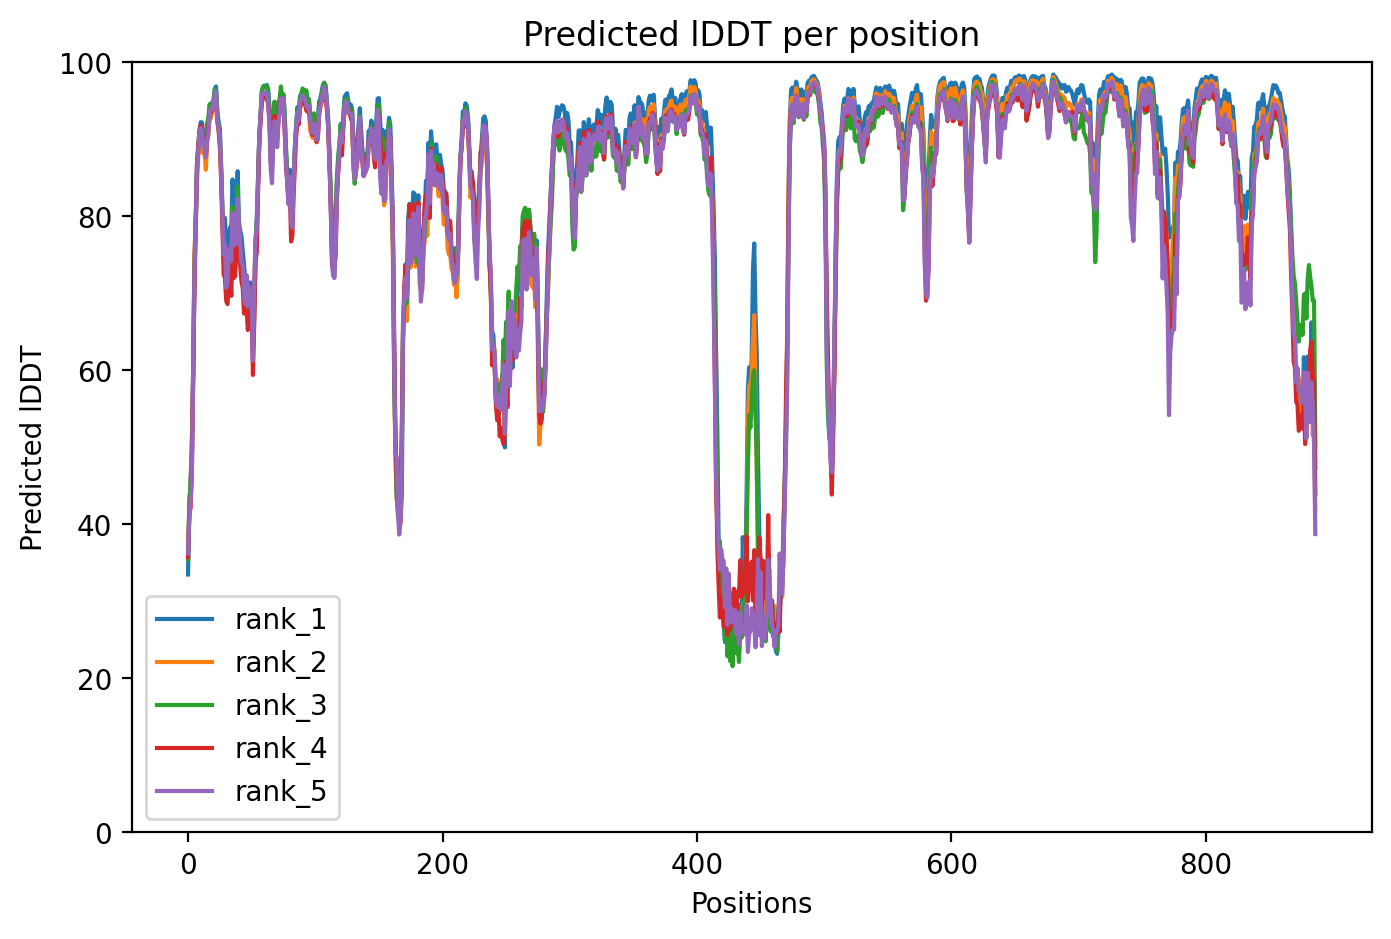 Predicted lDDT per position
100
80
60
40
20
0
Predicted lDDT
rank_1
rank_2
rank_3
rank_4
rank_5
0 200 400 600 800
Positions